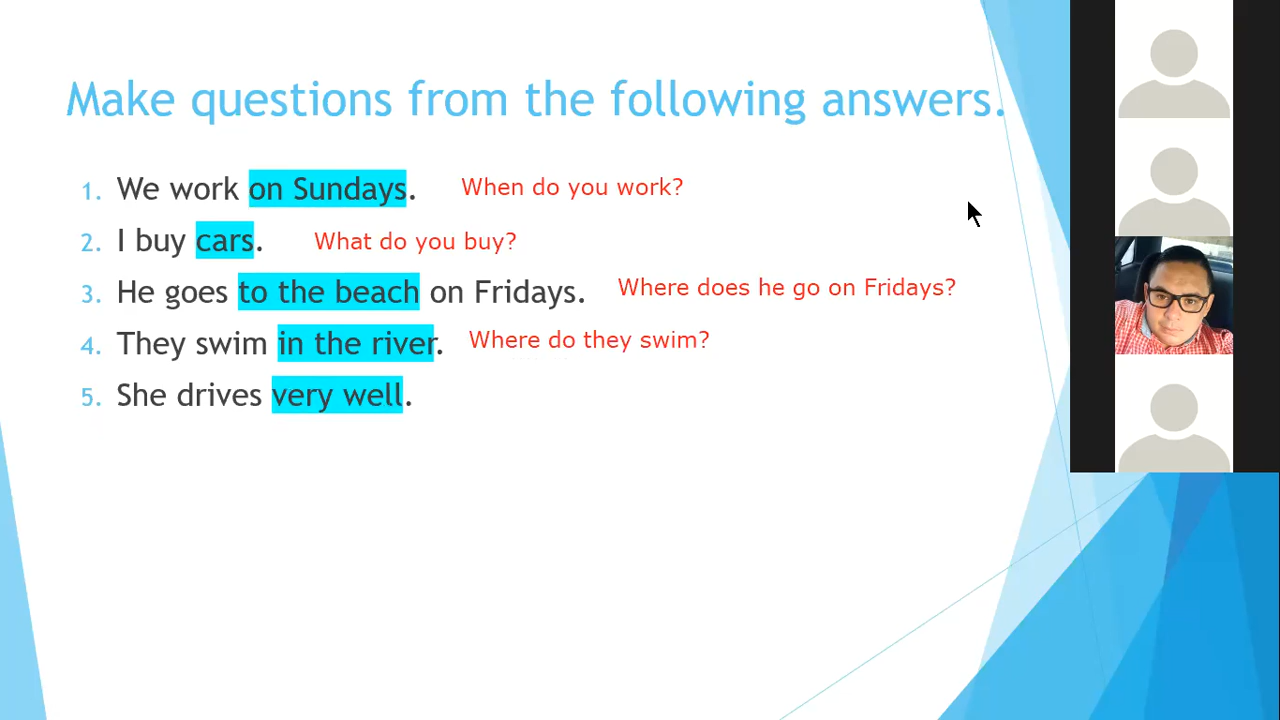 Make questions from the following answers.
1. We work on Sundays. When do you work?
2. I buy cars. What do you buy?
3. He goes to the beach on Fridays. Where does he go on Fridays?
4. They swim in the river. Where do they swim?
5. She drives very well.